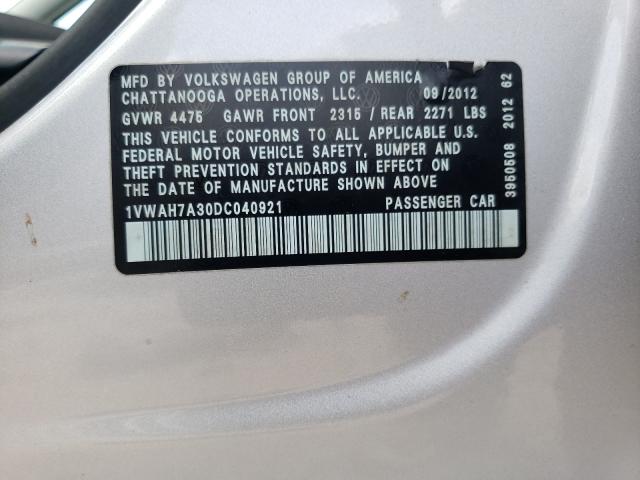 MFD BY VOLKSWAGEN GROUP OF AMERICA
CHATTANOOGA OPERATIONS, LLC. 09/2012
GVWR 4475 GAWR FRONT 2315 / REAR 2271 LBS
THIS VEHICLE CONFORMS TO ALL APPLICABLE U.S.
FEDERAL MOTOR VEHICLE SAFETY, BUMPER AND
THEFT PREVENTION STANDARDS IN EFFECT ON
THE DATE OF MANUFACTURE SHOWN ABOVE
1VWAH7A30DC040921 PASSENGER CAR
3950508 2012 62